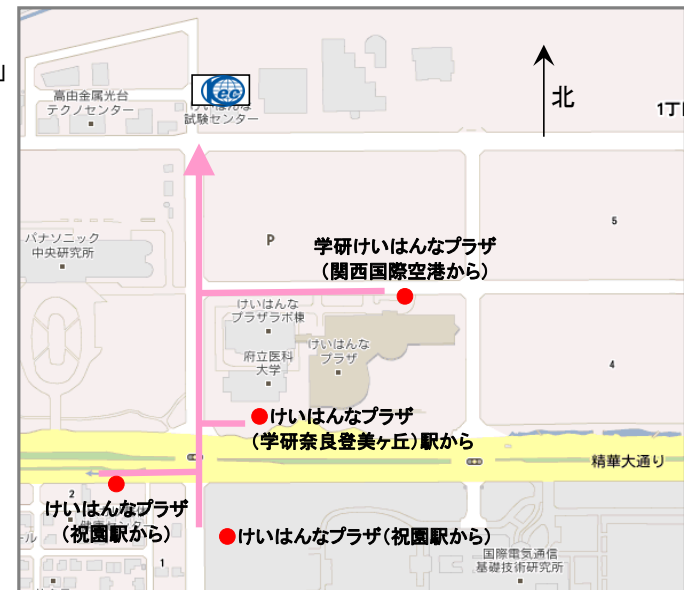 」
高由金属光台
テクノセンター
Kec
けいはんな
試験センター
北
1丁
パナソニック
中央研究所
P
5
学研けいはんなプラザ
（関西国際空港から）
けいはんな
プラザラボ棟
けいはんな
プラザ
府立医科
大学
4
けいはんなプラザ
（学研奈良登美ヶ丘）駅から
精華大通り
2
けいはんなプラザ
（祝園駅から）
けいはんなプラザ（祝園駅から）
1
国際電気通信
基礎技術研究所